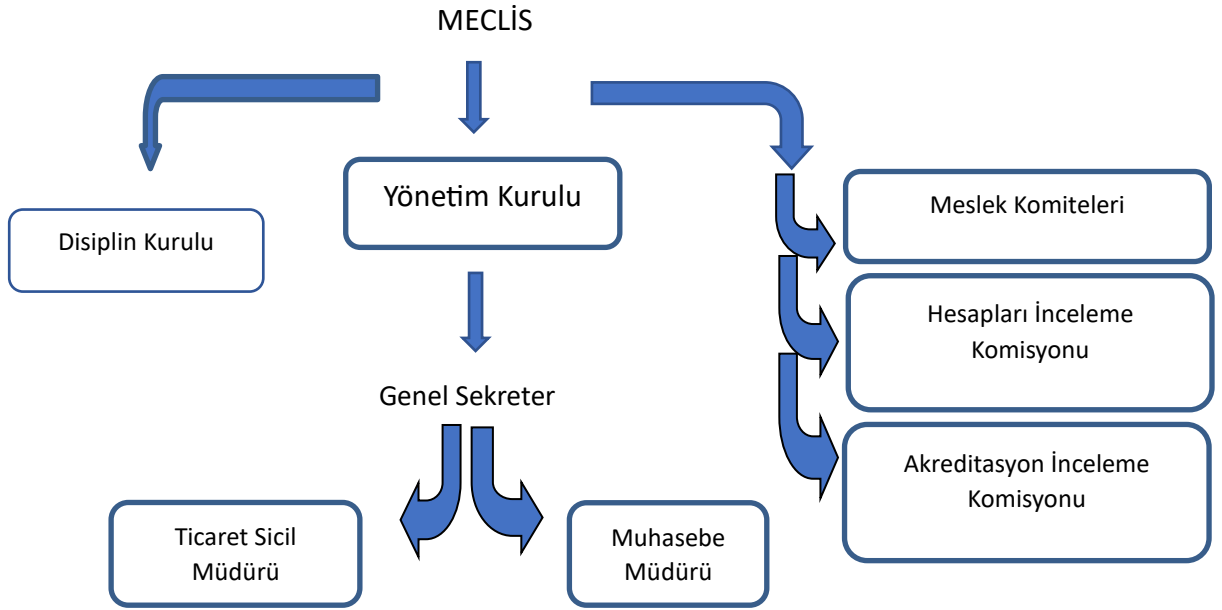 MECLİS
Disiplin Kurulu
Yönetim Kurulu
Meslek Komiteleri
Hesapları İnceleme
Komisyonu
Akreditasyon İnceleme
Komisyonu
Genel Sekreter
Ticaret Sicil
Müdürü
Muhasebe
Müdürü